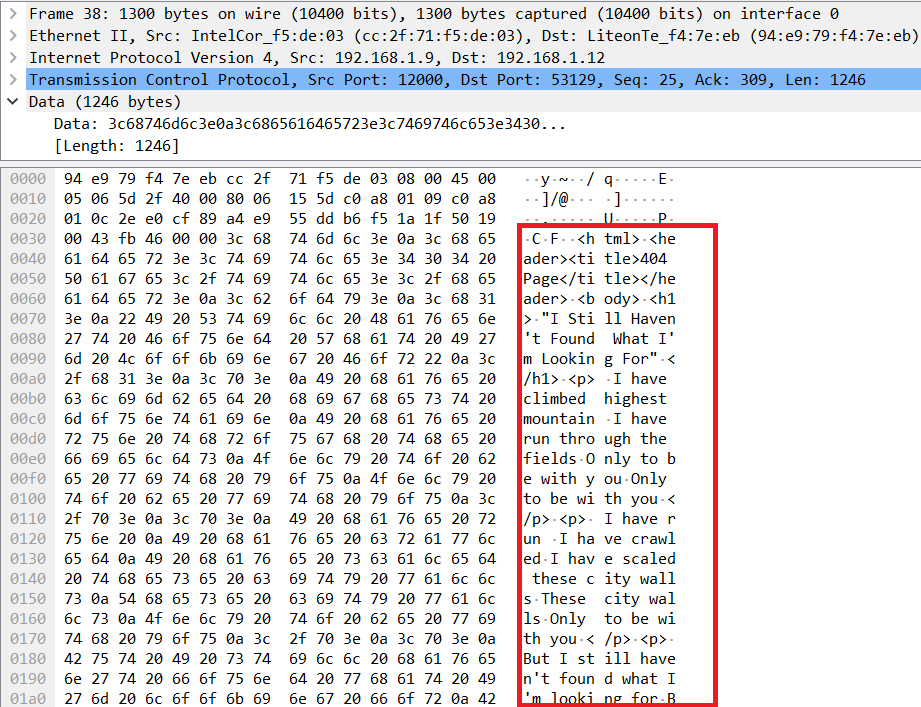 Frame 38: 1300 bytes on wire (10400 bits), 1300 bytes captured (10400 bits) on interface 0
Ethernet II, Src: IntelCor_f5:de:03 (cc:2f:71:f5:de:03), Dst: LiteonTe_f4:7e:eb (94:e9:79:f4:7e:eb)
Internet Protocol Version 4, Src: 192.168.1.9, Dst: 192.168.1.12
Transmission Control Protocol, Src Port: 12000, Dst Port: 53129, Seq: 25, Ack: 309, Len: 1246
Data (1246 bytes)
Data: 3c68746d6c3e0a3c6865616465723e3c7469746c653e3430...
[Length: 1246]
0000 94 e9 79 f4 7e eb cc 2f 71 f5 de 03 08 00 45 00 ··y·~··/ q·····E·
0010 05 06 5d 2f 40 00 80 06 15 5d c0 a8 01 09 c0 a8 ··]/@··· ·]······
0020 01 0c 2e e0 cf 89 a4 e9 55 dd b6 f5 1a 1f 50 19 ··.····· U·····P·
0030 00 43 fb 46 00 00 3c 68 74 6d 6c 3e 0a 3c 68 65 ·C·F··<h tml>·<he
0040 61 64 65 72 3e 3c 74 69 74 6c 65 3e 34 30 34 20 ader><ti tle>404
0050 50 61 67 65 3c 2f 74 69 74 6c 65 3e 3c 2f 68 65 Page</ti tle></he
0060 61 64 65 72 3e 0a 3c 62 6f 64 79 3e 0a 3c 68 31 ader>·<b ody>·<h1
0070 3e 0a 22 49 20 53 74 69 6c 6c 20 48 61 76 65 6e >·"I Sti ll Haven
0080 27 74 20 46 6f 75 6e 64 20 57 68 61 74 20 49 27 't Found  What I'
0090 6d 20 4c 6f 6f 6b 69 6e 67 20 46 6f 72 22 0a 3c m Lookin g For"·<
00a0 2f 68 31 3e 0a 3c 70 3e 0a 49 20 68 61 76 65 20 /h1>·<p> ·I have
00b0 63 6c 69 6d 62 65 64 20 68 69 67 68 65 73 74 20 climbed  highest
00c0 6d 6f 75 6e 74 61 69 6e 0a 49 20 68 61 76 65 20 mountain ·I have
00d0 72 75 6e 20 74 68 72 6f 75 67 68 20 74 68 65 20 run thro ugh the
00e0 66 69 65 6c 64 73 0a 4f 6e 6c 79 20 74 6f 20 62 fields·O nly to b
00f0 65 20 77 69 74 68 20 79 6f 75 0a 4f 6e 6c 79 20 e with y ou·Only
0100 74 6f 20 62 65 20 77 69 74 68 20 79 6f 75 0a 3c to be wi th you·<
0110 2f 70 3e 0a 3c 70 3e 0a 49 20 68 61 76 65 20 72 /p>·<p>· I have r
0120 75 6e 20 0a 49 20 68 61 76 65 20 63 72 61 77 6c un ·I ha ve crawl
0130 65 64 0a 49 20 68 61 76 65 20 73 63 61 6c 65 64 ed·I hav e scaled
0140 20 74 68 65 73 65 20 63 69 74 79 20 77 61 6c 6c  these c ity wall
0150 73 0a 54 68 65 73 65 20 63 69 74 79 20 77 61 6c s·These  city wal
0160 6c 73 0a 4f 6e 6c 79 20 74 6f 20 62 65 20 77 69 ls·Only  to be wi
0170 74 68 20 79 6f 75 0a 3c 2f 70 3e 0a 3c 70 3e 0a th you·< /p>·<p>·
0180 42 75 74 20 49 20 73 74 69 6c 6c 20 68 61 76 65 But I st ill have
0190 6e 27 74 20 66 6f 75 6e 64 20 77 68 61 74 20 49 n't foun d what I
01a0 27 6d 20 6c 6f 6f 6b 69 6e 67 20 66 6f 72 0a 42 'm looki ng for·B